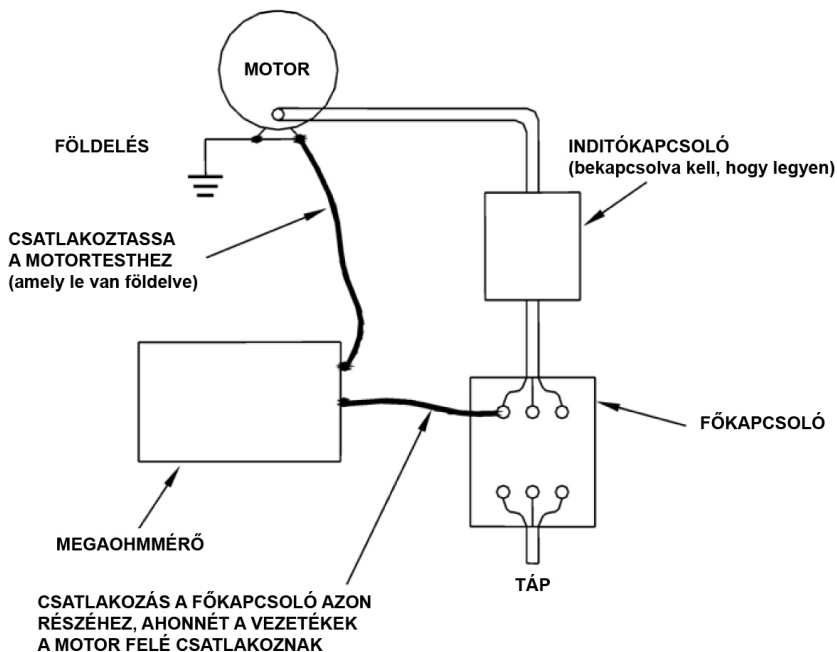 MOTOR
FÖLDELÉS
INDITÓKAPCSOLÓ
(bekapcsolva kell, hogy legyen)
CSATLAKOZTASSA
A MOTORTESTHEZ
(amely le van földelve)
FŐKAPCSOLÓ
MEGAOHMMÉRŐ
TÁP
CSATLAKOZÁS A FŐKAPCSOLÓ AZON
RÉSZÉHEZ, AHONNÉT A VEZETÉKEK
A MOTOR FELÉ CSATLAKOZNAK